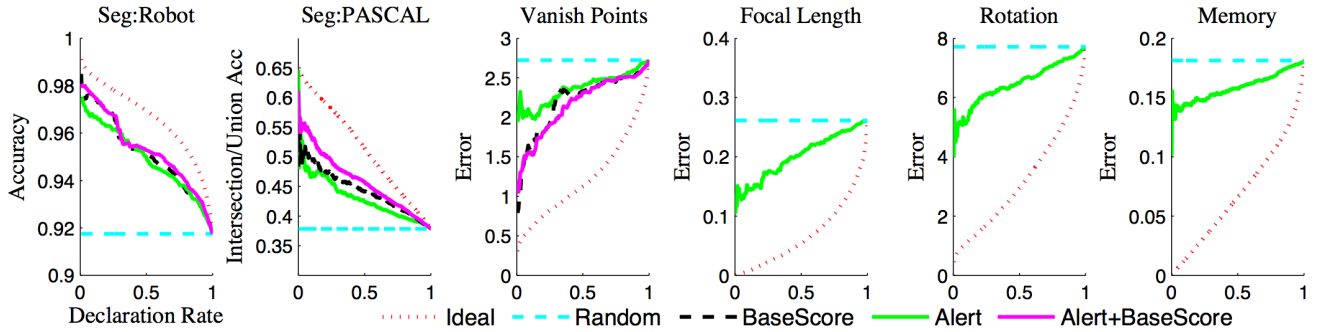 Seg:Robot
Accuracy
1
0.98
0.96
0.94
0.92
0.9
0 0.5 1
Declaration Rate
Seg:PASCAL
Intersection/Union Acc
0.65
0.6
0.55
0.5
0.45
0.4
0.35
0 0.5 1
Vanish Points
Error
3
2.5
2
1.5
1
0.5
0
0 0.5 1
Focal Length
Error
0.4
0.3
0.2
0.1
0
0 0.5 1
Rotation
Error
8
6
4
2
0
0 0.5 1
Memory
Error
0.2
0.15
0.1
0.05
0
0 0.5 1
Ideal Random BaseScore Alert Alert+BaseScore